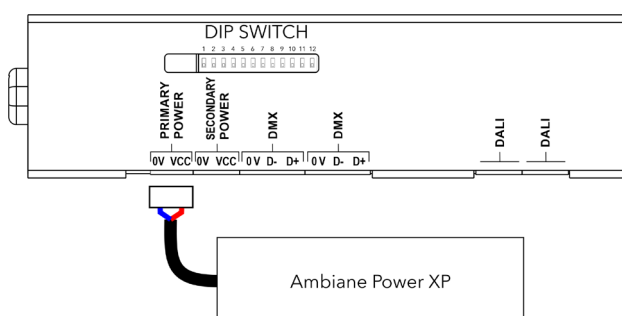 DIP SWITCH
1 2 3 4 5 6 7 8 9 10 11 12
PRIMARY
POWER
SECONDARY
POWER
DMX
DMX
DALI
DALI
0V VCC 0V VCC 0V D- D+ 0V D- D+
Ambiane Power XP